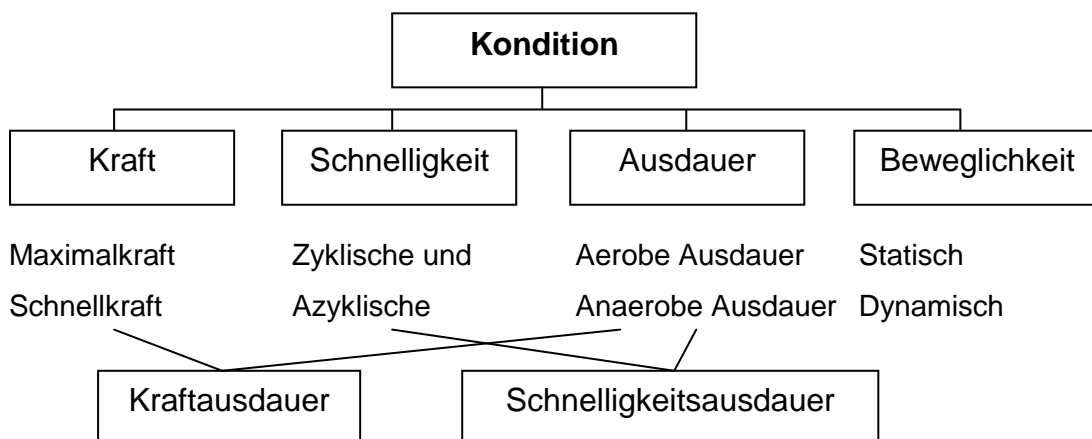 Kondition
Kraft
Schnelligkeit
Ausdauer
Beweglichkeit
Maximalkraft
Schnellkraft
Zyklische und
Azyklische
Aerobe Ausdauer
Anaerobe Ausdauer
Statisch
Dynamisch
Kraftausdauer
Schnelligkeitsausdauer